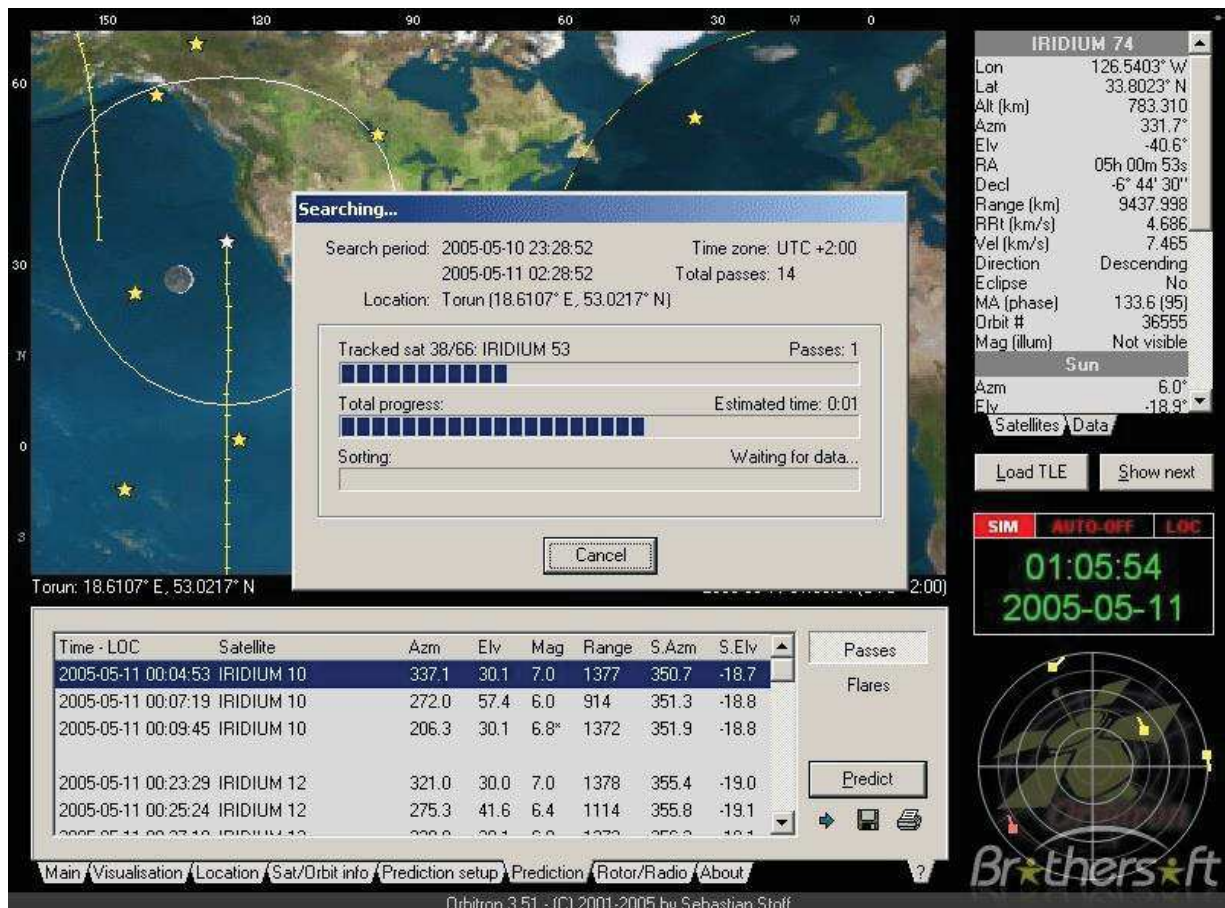 150 120 90 60 30 W 0
60
30
N
0
S
IRIDIUM 74
Lon 126.5403° W
Lat 33.8023° N
Alt (km) 783.310
Azm 331.7°
Elv -40.6°
RA 05h 00m 53s
Decl -6° 44' 30"
Range (km) 9437.998
RRt (km/s) 4.686
Vel (km/s) 7.465
Direction Descending
Eclipse No
MA (phase) 133.6 (95)
Orbit # 36555
Mag (illum) Not visible
Sun
Azm 6.0°
Elv -18.9°
Satellites Data
Load TLE Show next
SIM AUTO-OFF LOC
01:05:54
2005-05-11
Searching...
Search period: 2005-05-10 23:28:52 Time zone: UTC +2:00
2005-05-11 02:28:52 Total passes: 14
Location: Torun (18.6107° E, 53.0217° N)
Tracked sat 38/66: IRIDIUM 53 Passes: 1
Total progress: Estimated time: 0:01
Sorting: Waiting for data...
Cancel
Torun: 18.6107° E, 53.0217° N 2:00)
Time - LOC Satellite Azm Elv Mag Range S.Azm S.Elv
2005-05-11 00:04:53 IRIDIUM 10 337.1 30.1 7.0 1377 350.7 -18.7
2005-05-11 00:07:19 IRIDIUM 10 272.0 57.4 6.0 914 351.3 -18.8
2005-05-11 00:09:45 IRIDIUM 10 206.3 30.1 6.8* 1372 351.9 -18.8
2005-05-11 00:23:29 IRIDIUM 12 321.0 30.0 7.0 1378 355.4 -19.0
2005-05-11 00:25:24 IRIDIUM 12 275.3 41.6 6.4 1114 355.8 -19.1
Passes
Flares
Predict
Main Visualisation Location Sat/Orbit info Prediction setup Prediction Rotor/Radio About ?
Brothersoft
Orbitron 3.51 - (C) 2001-2005 by Sebastian Stoff